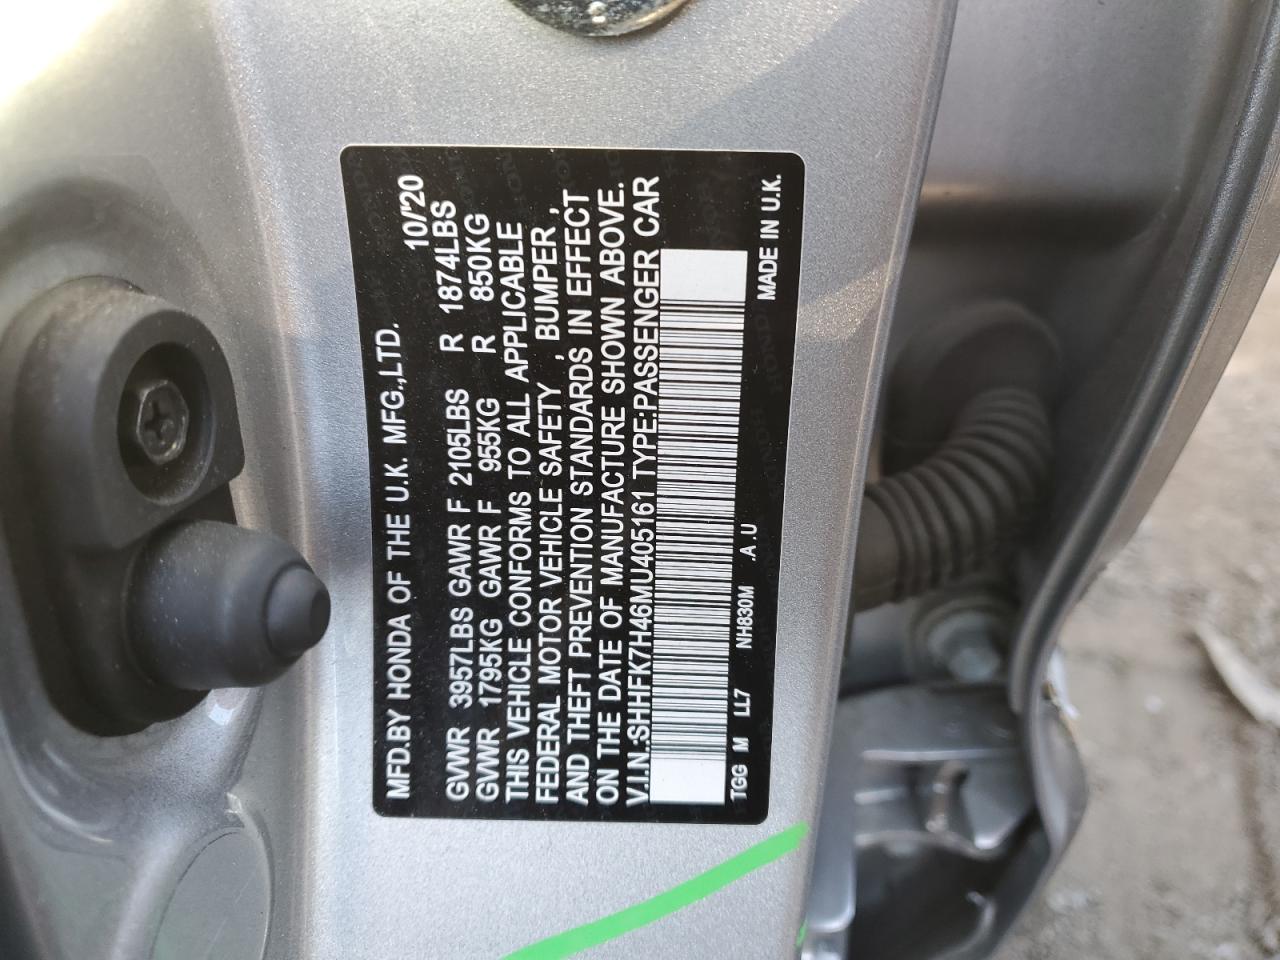 MFD.BY HONDA OF THE U.K. MFG.,LTD. 10/'20
GVWR 3957LBS GAWR F 2105LBS R 1874LBS
GVWR 1795KG GAWR F 955KG R 850KG
THIS VEHICLE CONFORMS TO ALL APPLICABLE
FEDERAL MOTOR VEHICLE SAFETY , BUMPER ,
AND THEFT PREVENTION STANDARDS IN EFFECT
ON THE DATE OF MANUFACTURE SHOWN ABOVE.
V.I.N.:SHHFK7H46MU405161 TYPE:PASSENGER CAR
TGG M LL7 NH830M .A .U MADE IN U.K.